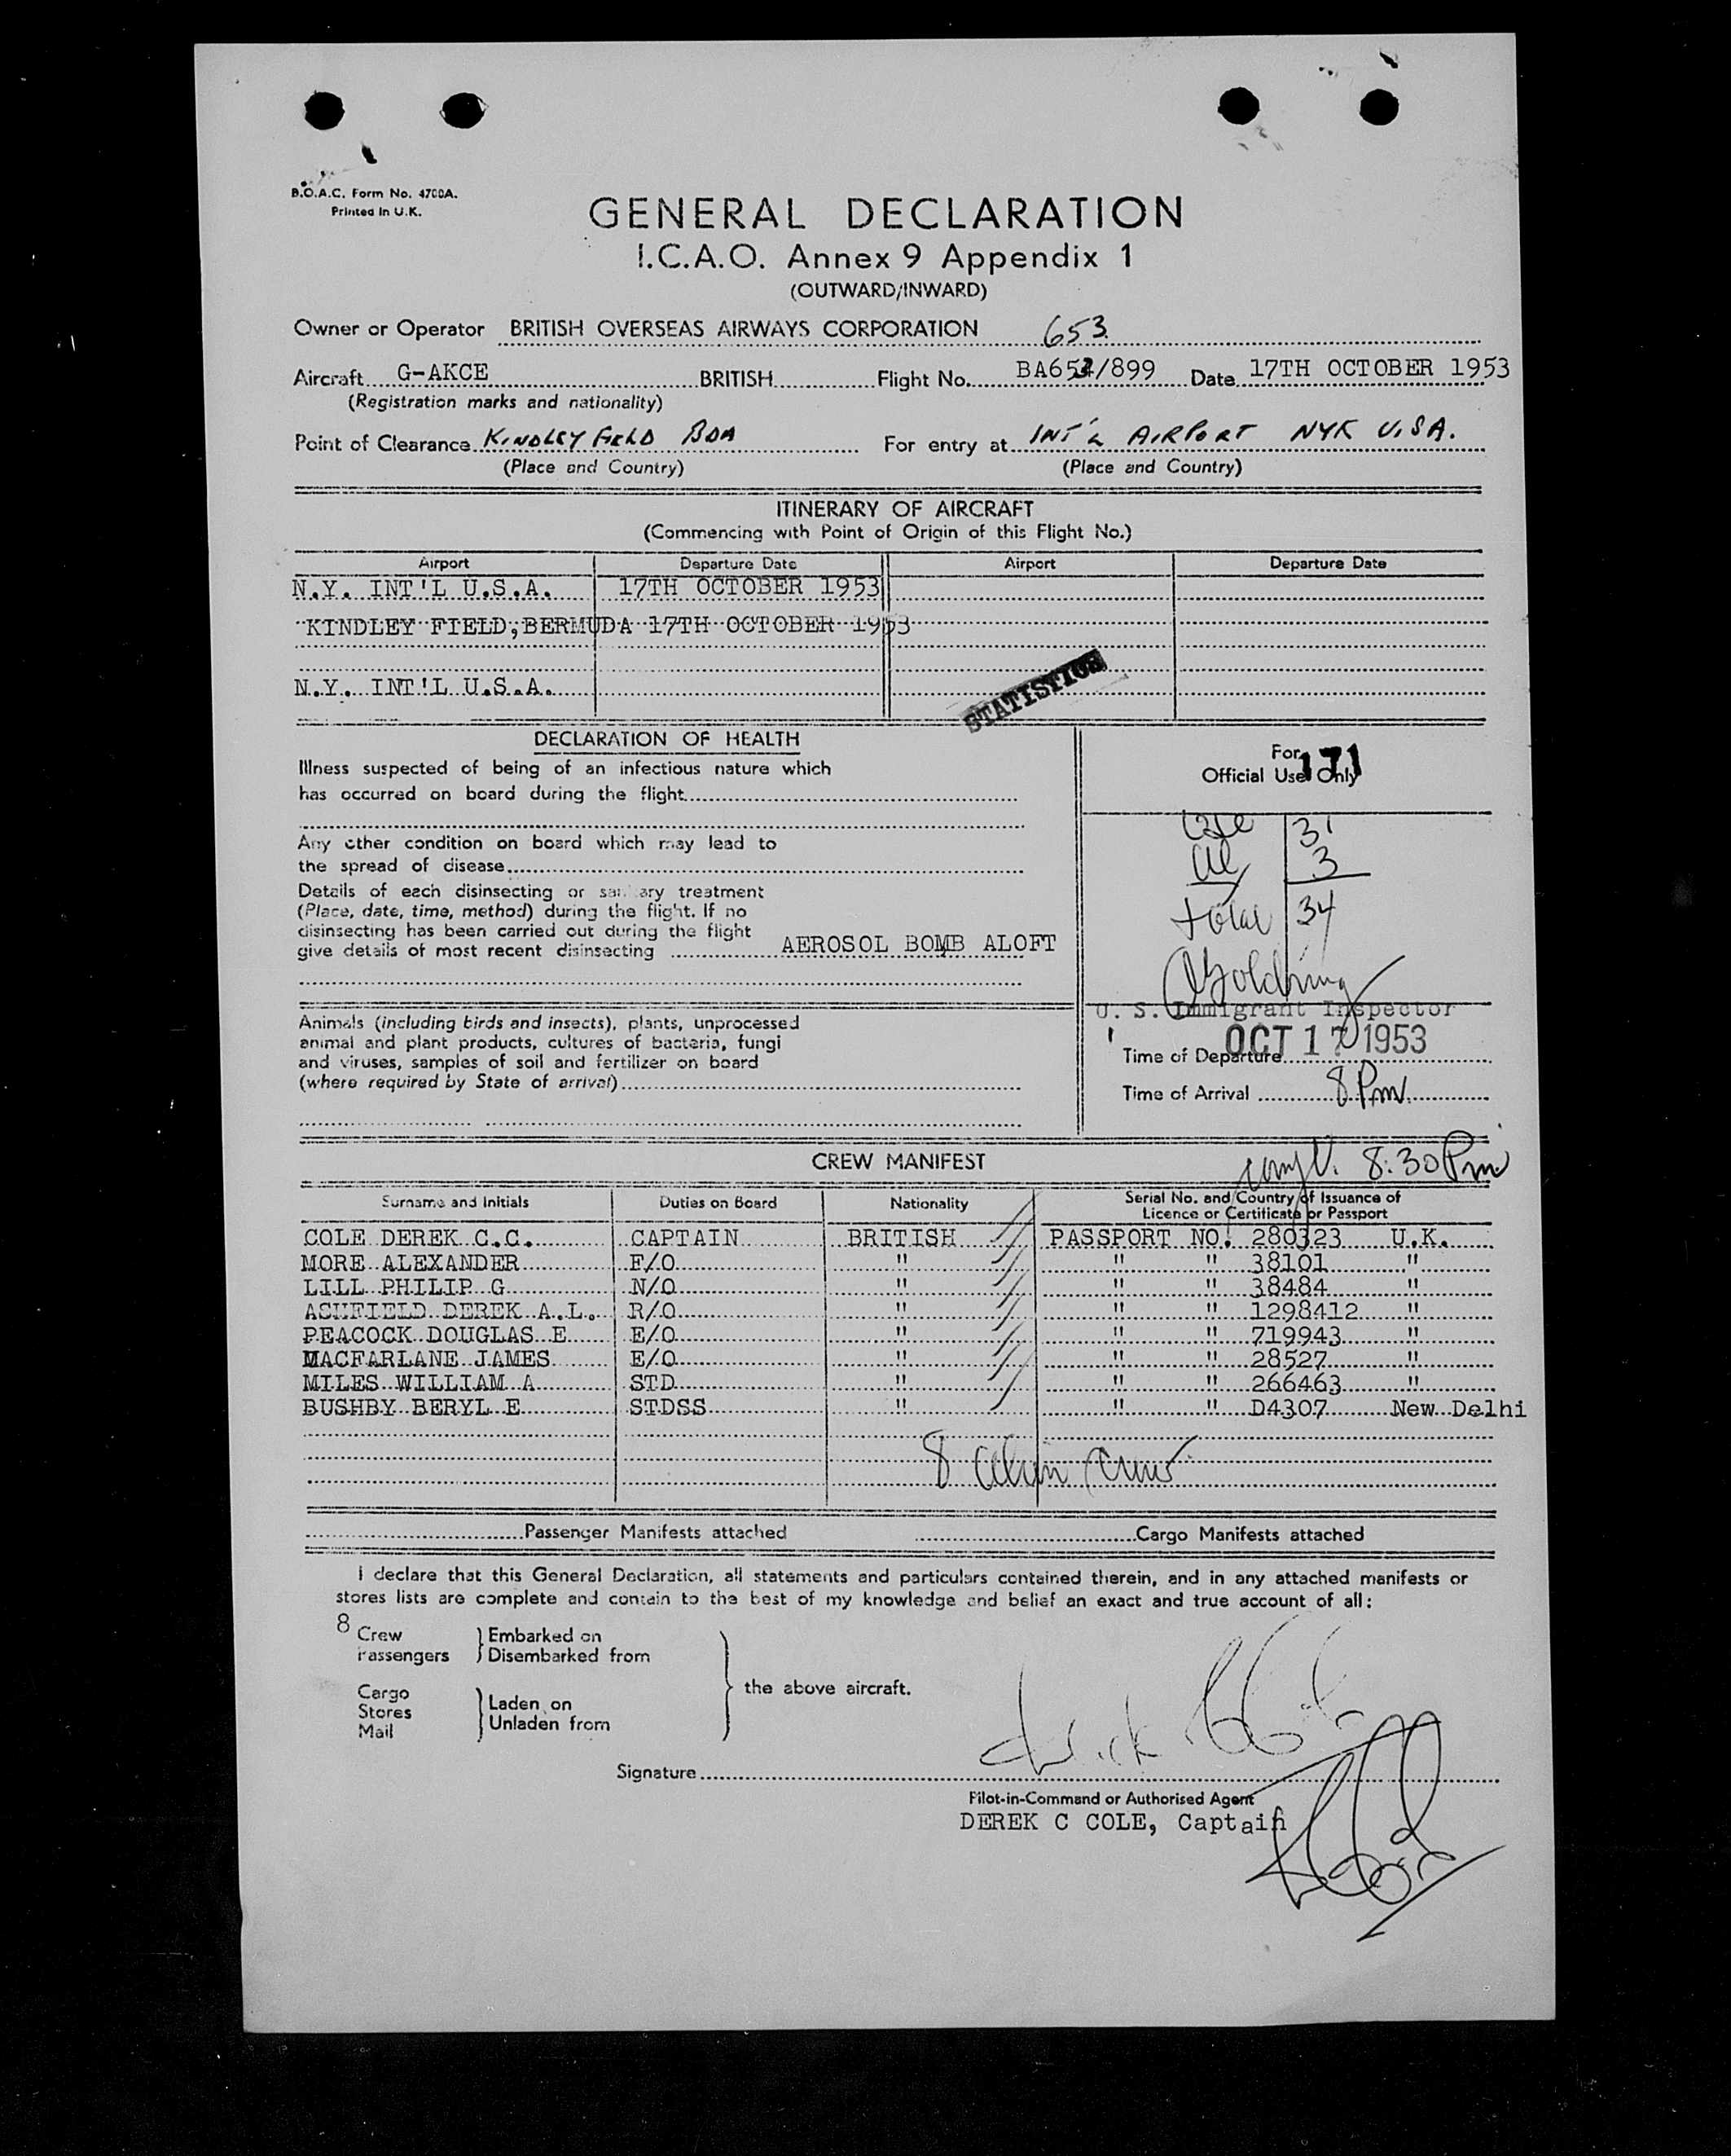 B.O.A.C. Form No. 4700A.
Printed in U.K.
GENERAL DECLARATION
I.C.A.O. Annex 9 Appendix 1
(OUTWARD/INWARD)
Owner or Operator BRITISH OVERSEAS AIRWAYS CORPORATION 653
Aircraft G-AKCE BRITISH Flight No. BA653/899 Date 17TH OCTOBER 1953
(Registration marks and nationality)
Point of Clearance KINDLEY FIELD BDA For entry at INT'L AIRPORT NYK U.S.A.
(Place and Country) (Place and Country)
ITINERARY OF AIRCRAFT
(Commencing with Point of Origin of this Flight No.)
Airport Departure Date Airport Departure Date
N.Y. INT'L U.S.A. 17TH OCTOBER 1953
KINDLEY FIELD, BERMUDA 17TH OCTOBER 1953
N.Y. INT'L U.S.A.
STATISTICS
DECLARATION OF HEALTH
Illness suspected of being of an infectious nature which
has occurred on board during the flight
Any other condition on board which may lead to
the spread of disease
Details of each disinsecting or sanitary treatment
(Place, date, time, method) during the flight. If no
disinsecting has been carried out during the flight
give details of most recent disinsecting AEROSOL BOMB ALOFT
Animals (including birds and insects), plants, unprocessed
animal and plant products, cultures of bacteria, fungi
and viruses, samples of soil and fertilizer on board
(where required by State of arrival)
For
Official Use Only
171
31
3
total 34
U. S. Immigrant Inspector
OCT 17 1953
Time of Departure
Time of Arrival 8 Pm
CREW MANIFEST 8:30 Pm
Surname and Initials Duties on Board Nationality Serial No. and Country of Issuance of
Licence or Certificate or Passport
COLE DEREK C.C. CAPTAIN BRITISH PASSPORT NO. 280323 U.K.
MORE ALEXANDER F/O " " " 38101 "
LILL PHILIP G N/O " " " 38484 "
ASHFIELD DEREK A.L. R/O " " " 1298412 "
PEACOCK DOUGLAS E E/O " " " 719943 "
MACFARLANE JAMES E/O " " " 28527 "
MILES WILLIAM A STD " " " 266463 "
BUSHBY BERYL E STDSS " " " D4307 New Delhi
8 alien crew
Passenger Manifests attached Cargo Manifests attached
I declare that this General Declaration, all statements and particulars contained therein, and in any attached manifests or
stores lists are complete and contain to the best of my knowledge and belief an exact and true account of all:
8 Crew Embarked on
Passengers Disembarked from
the above aircraft.
Cargo
Stores Laden on
Mail Unladen from
Signature
Pilot-in-Command or Authorised Agent
DEREK C COLE, Captain